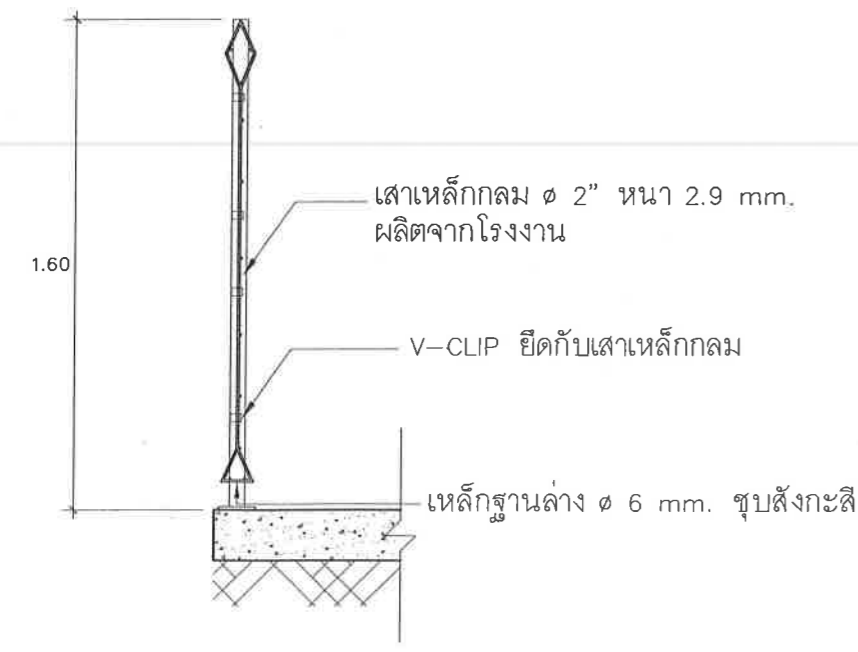 เสาเหล็กกลม ø 2" หนา 2.9 mm.
ผลิตจากโรงงาน
1.60
V-CLIP ยึดกับเสาเหล็กกลม
เหล็กฐานล่าง ø 6 mm. ชุบสังกะสี